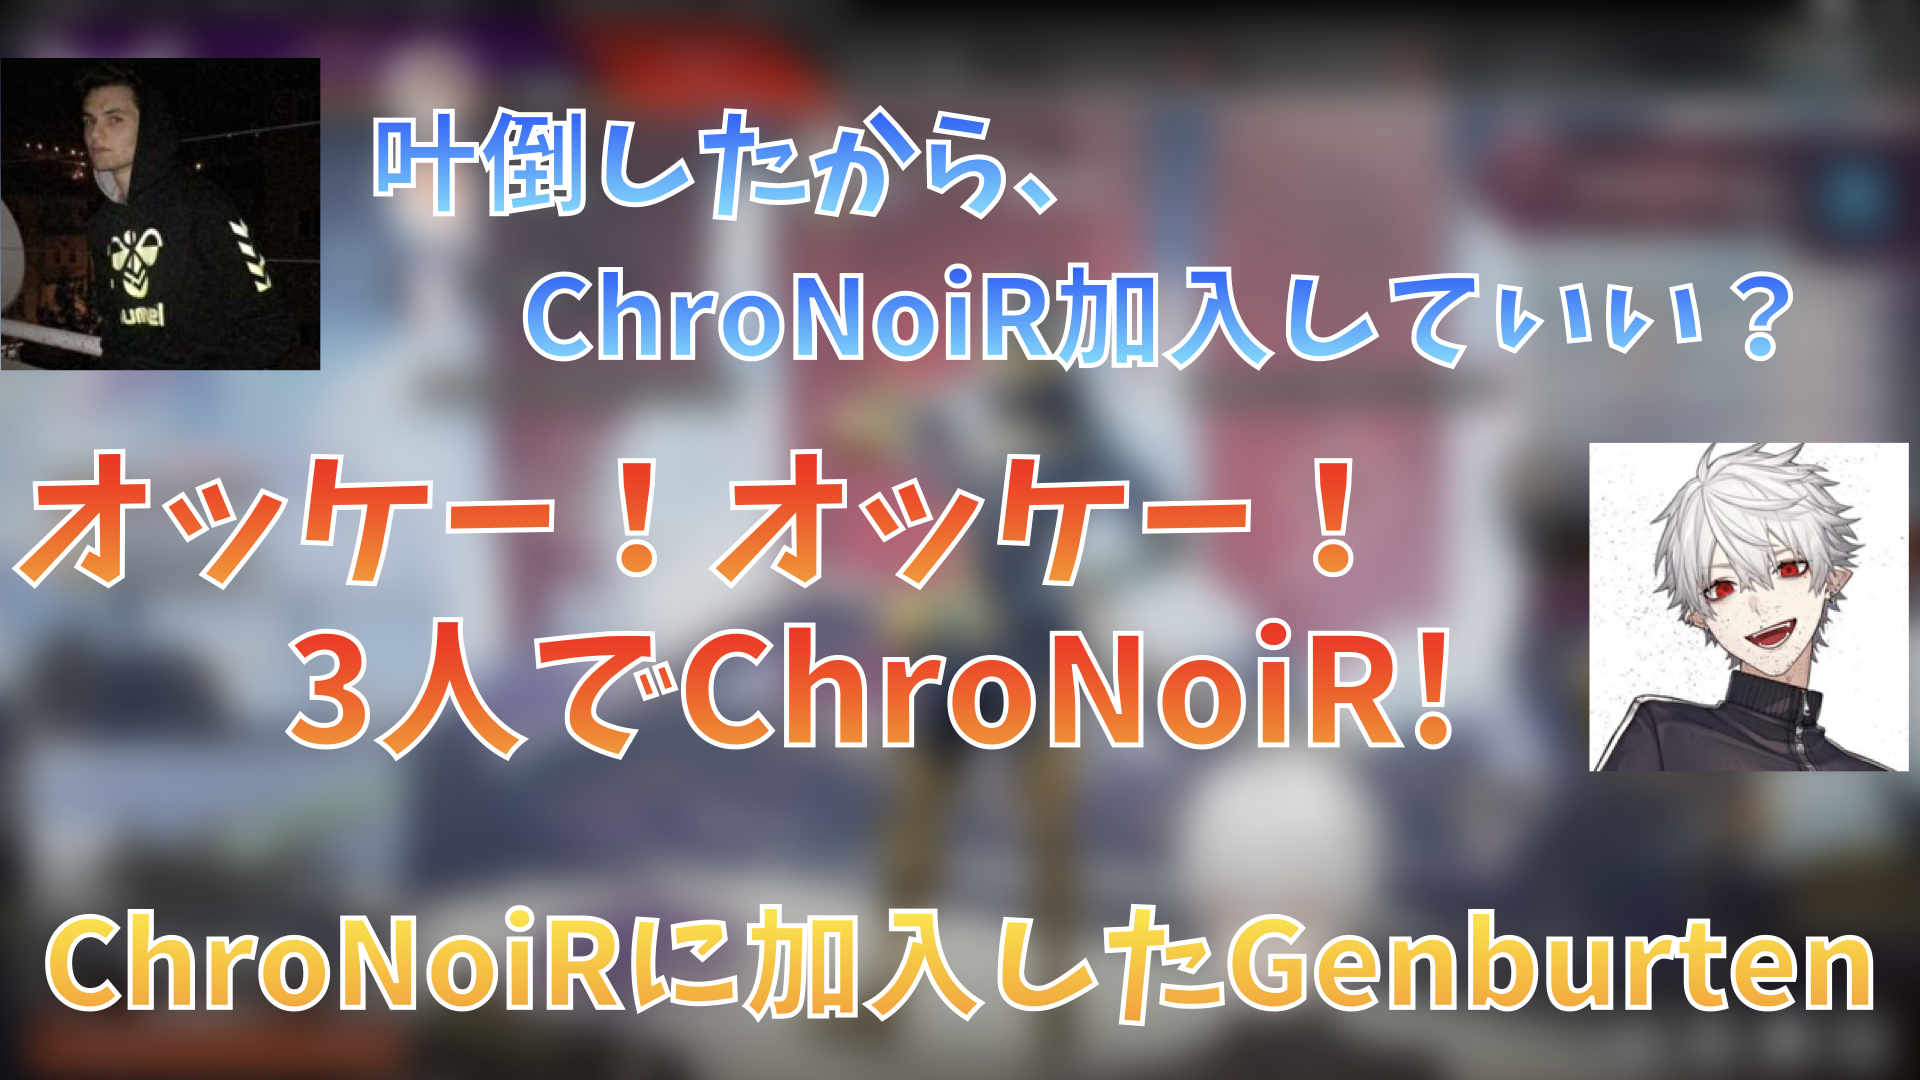 叶倒したから、
ChroNoiR加入していい？
オッケー！オッケー！
3人でChroNoiR!
ChroNoiRに加入したGenburten